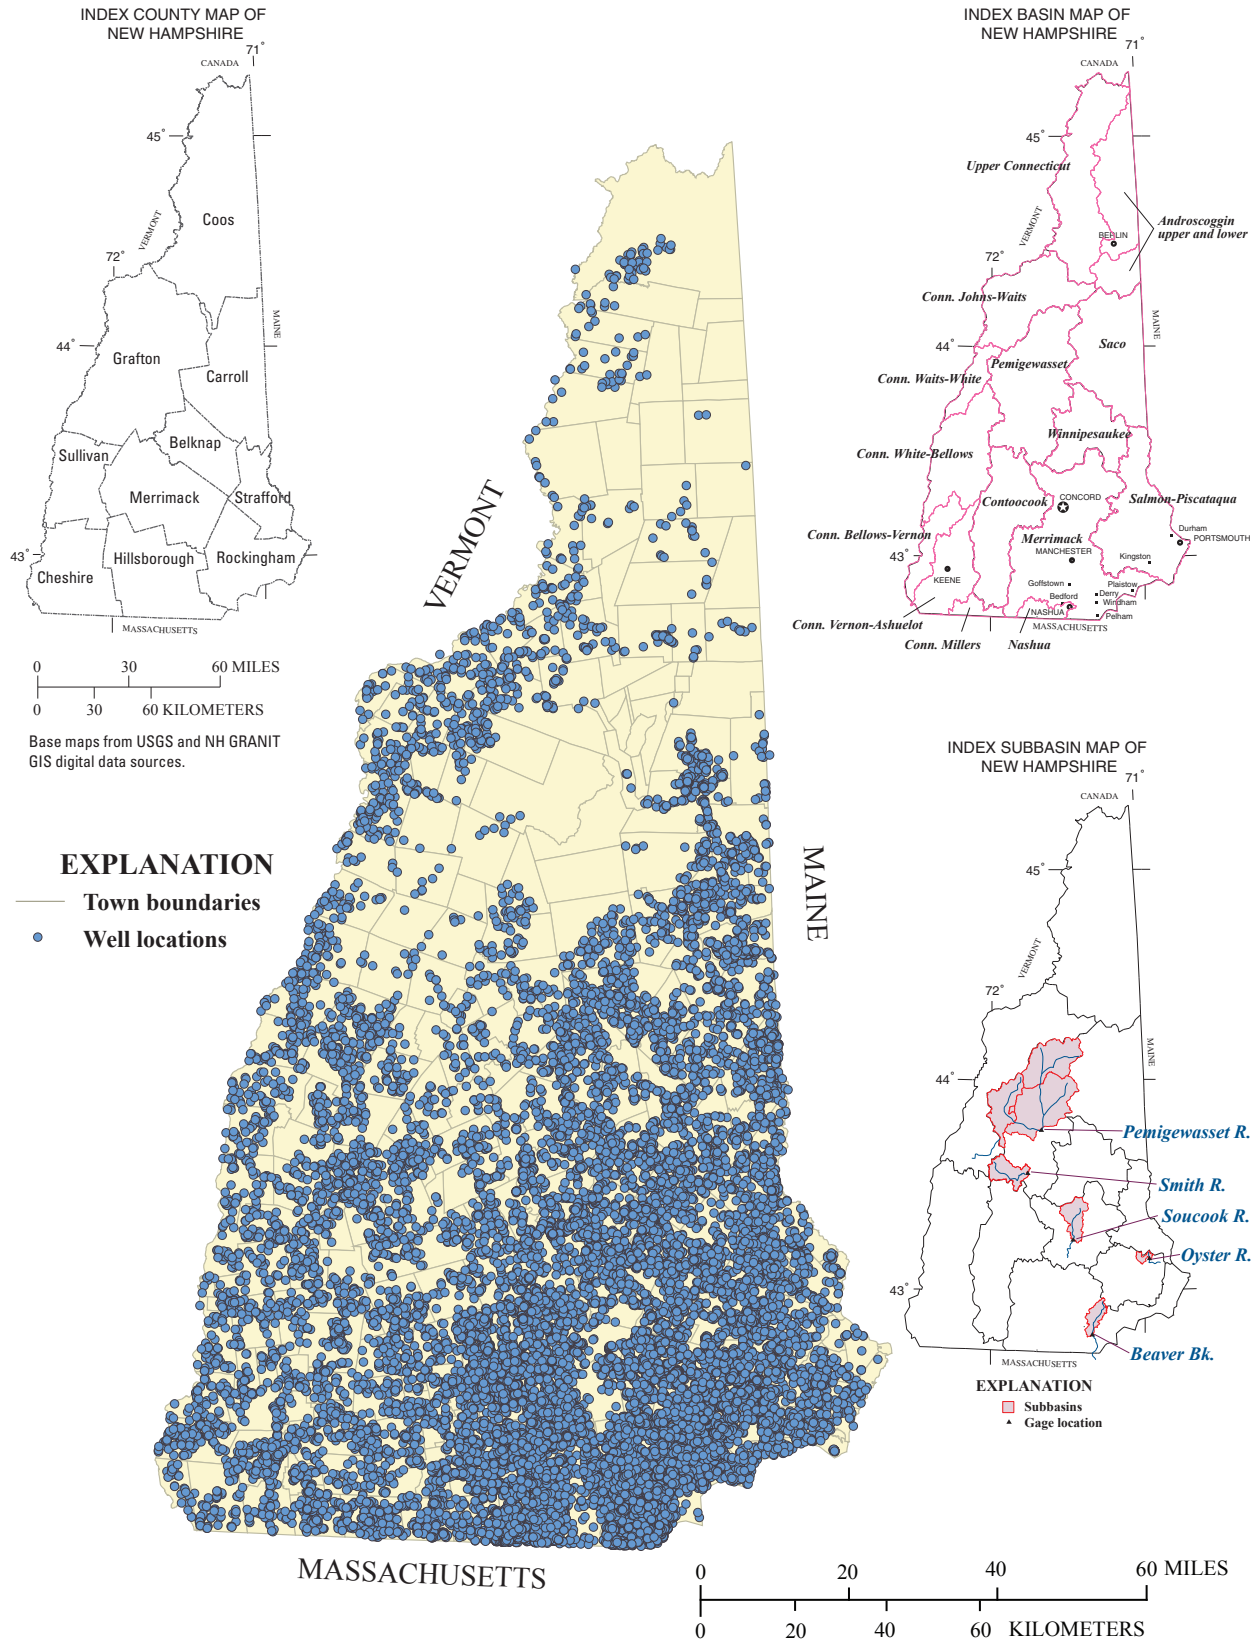 INDEX COUNTY MAP OF
NEW HAMPSHIRE
71°
CANADA
45°
Coos
VERMONT
72°
MAINE
44°
Grafton
Carroll
Belknap
Sullivan
Merrimack
Strafford
43°
Hillsborough
Rockingham
Cheshire
MASSACHUSETTS
0 30 60 MILES
0 30 60 KILOMETERS
Base maps from USGS and NH GRANIT
GIS digital data sources.
EXPLANATION
Town boundaries
Well locations
VERMONT
MAINE
MASSACHUSETTS
0 20 40 60 MILES
0 20 40 60 KILOMETERS
INDEX BASIN MAP OF
NEW HAMPSHIRE
71°
CANADA
45°
Upper Connecticut
VERMONT
Androscoggin
upper and lower
BERLIN
72°
Conn. Johns-Waits
MAINE
44°
Saco
Pemigewasset
Conn. Waits-White
Winnipesaukee
Conn. White-Bellows
Contoocook
CONCORD
Salmon-Piscataqua
Conn. Bellows-Vernon
Merrimack
Durham
PORTSMOUTH
43°
MANCHESTER
Kingston
KEENE
Goffstown
Plaistow
Bedford
Derry
Windham
NASHUA
Pelham
MASSACHUSETTS
Conn. Vernon-Ashuelot
Conn. Millers
Nashua
INDEX SUBBASIN MAP OF
NEW HAMPSHIRE
71°
CANADA
45°
VERMONT
72°
MAINE
44°
Pemigewasset R.
Smith R.
Soucook R.
Oyster R.
43°
Beaver Bk.
MASSACHUSETTS
EXPLANATION
Subbasins
Gage location